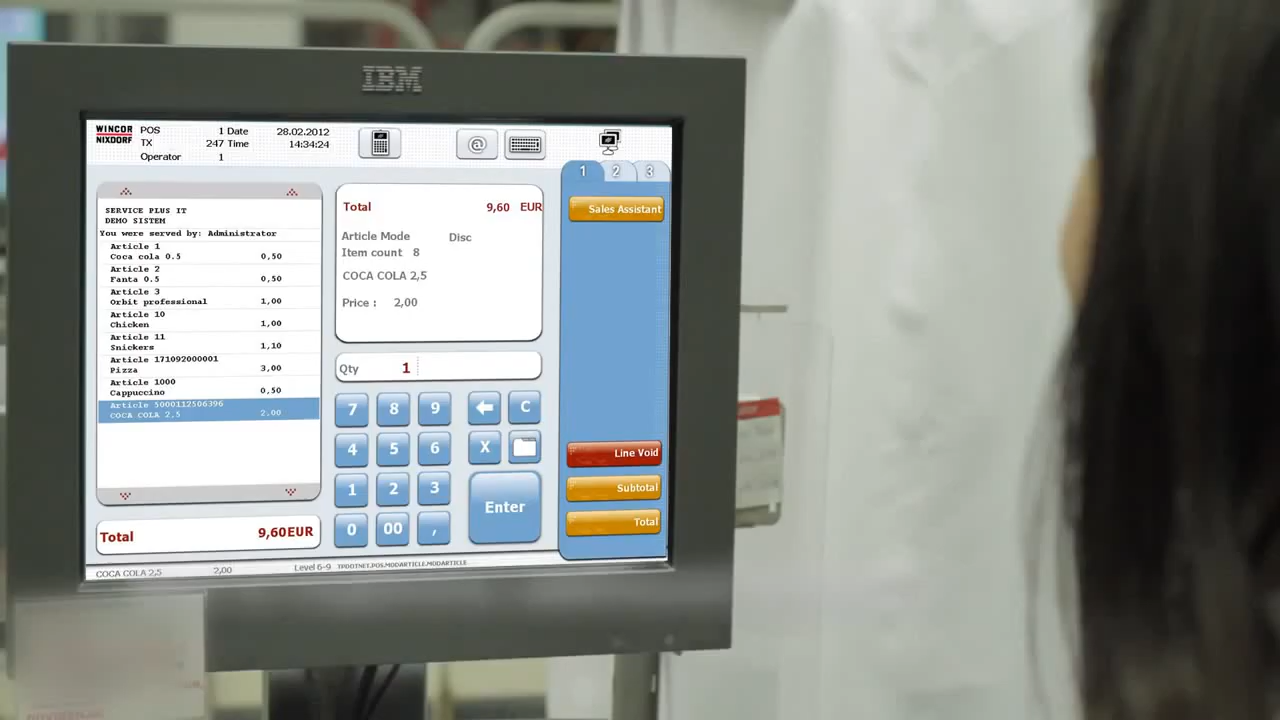 IBM
WINCOR
NIXDORF
POS 1 Date 28.02.2012
TX 247 Time 14:34:24
Operator 1
@
1 2 3
SERVICE PLUS IT
DEMO SISTEM
You were served by: Administrator
Article 1
Coca cola 0.5 0,50
Article 2
Fanta 0.5 0,50
Article 3
Orbit professional 1,00
Article 10
Chicken 1,00
Article 11
Snickers 1,10
Article 171092000001
Pizza 3,00
Article 1000
Cappuccino 0,50
Article 5000112506396
COCA COLA 2,5 2,00
Total 9,60EUR
Total 9,60 EUR
Article Mode Disc
Item count 8
COCA COLA 2,5
Price : 2,00
Qty 1
7 8 9 C
4 5 6 X
1 2 3 Enter
0 00 ,
Sales Assistant
Line Void
Subtotal
Total
COCA COLA 2,5 2,00 Level 6-9 TPDOTNET.POS.MODARTICLE.MODARTICLE